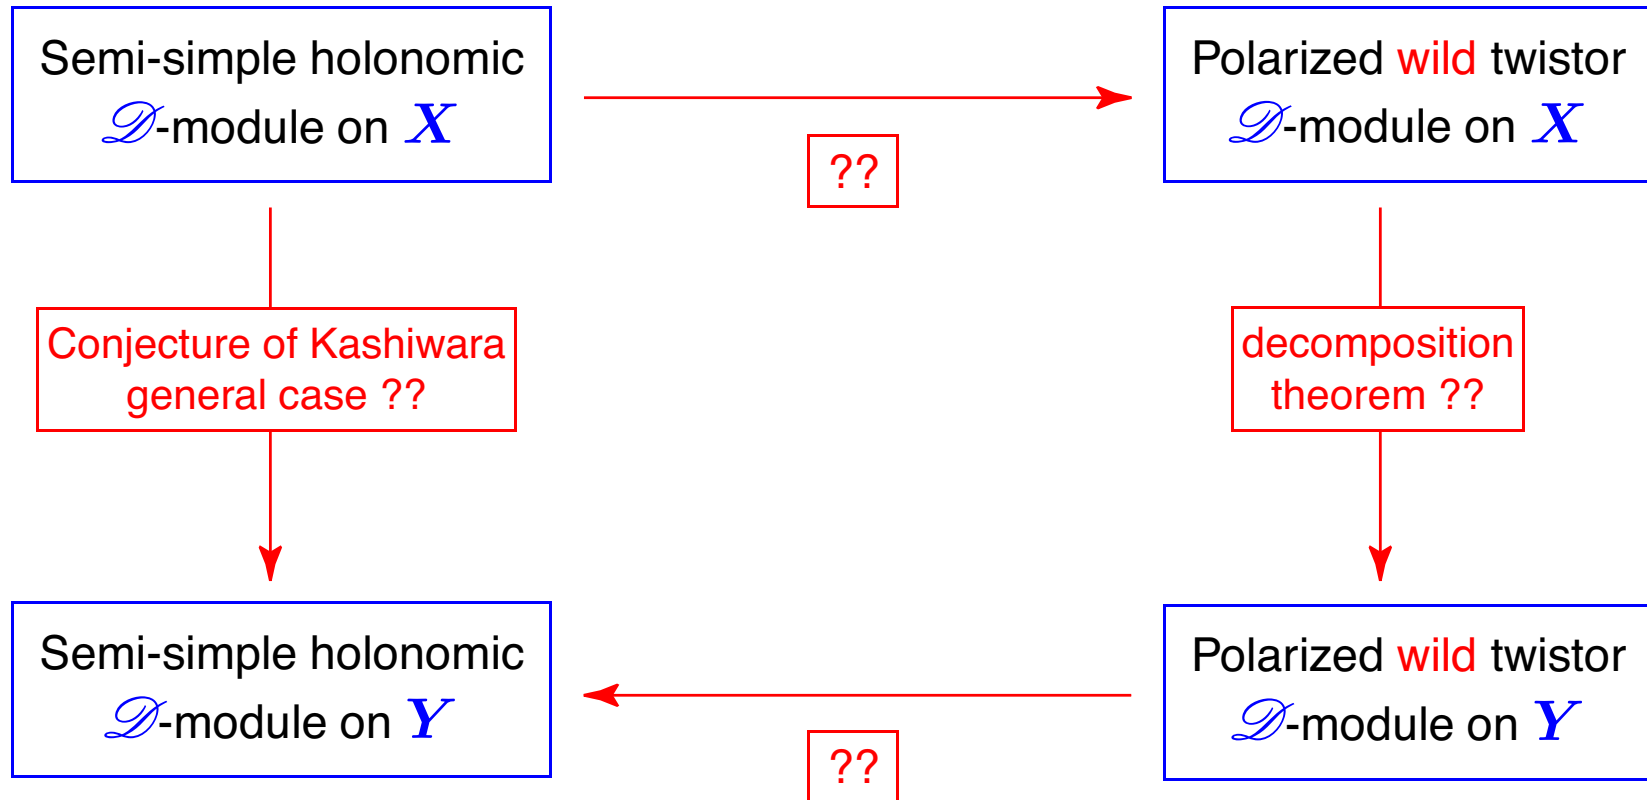 Semi-simple holonomic
𝒟-module on X
??
Polarized wild twistor
𝒟-module on X
Conjecture of Kashiwara
general case ??
decomposition
theorem ??
Semi-simple holonomic
𝒟-module on Y
??
Polarized wild twistor
𝒟-module on Y